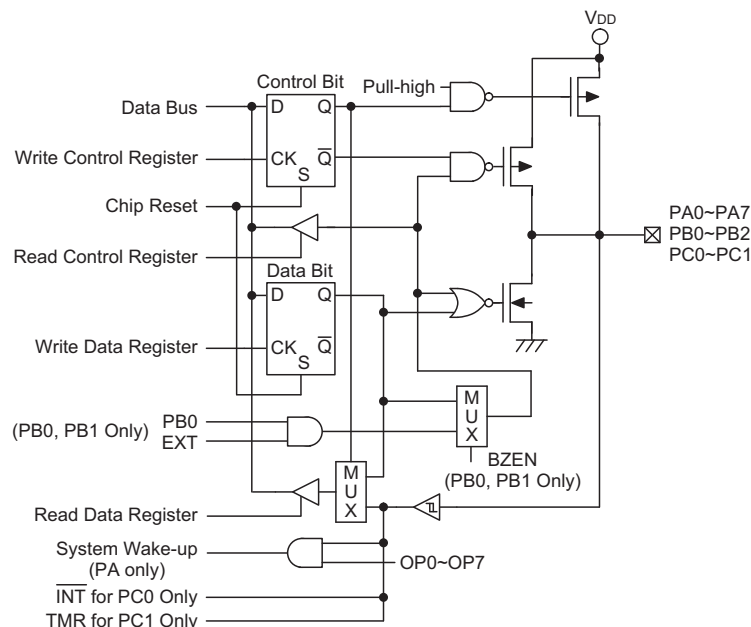 VDD
Control Bit
Pull-high
Data Bus
D Q
Write Control Register
CK Q
S
Chip Reset
PA0~PA7
PB0~PB2
PC0~PC1
Read Control Register
Data Bit
D Q
Write Data Register
CK Q
S
M
U
X
PB0
(PB0, PB1 Only)
EXT
BZEN
(PB0, PB1 Only)
M
U
X
Read Data Register
System Wake-up
(PA only)
OP0~OP7
INT for PC0 Only
TMR for PC1 Only